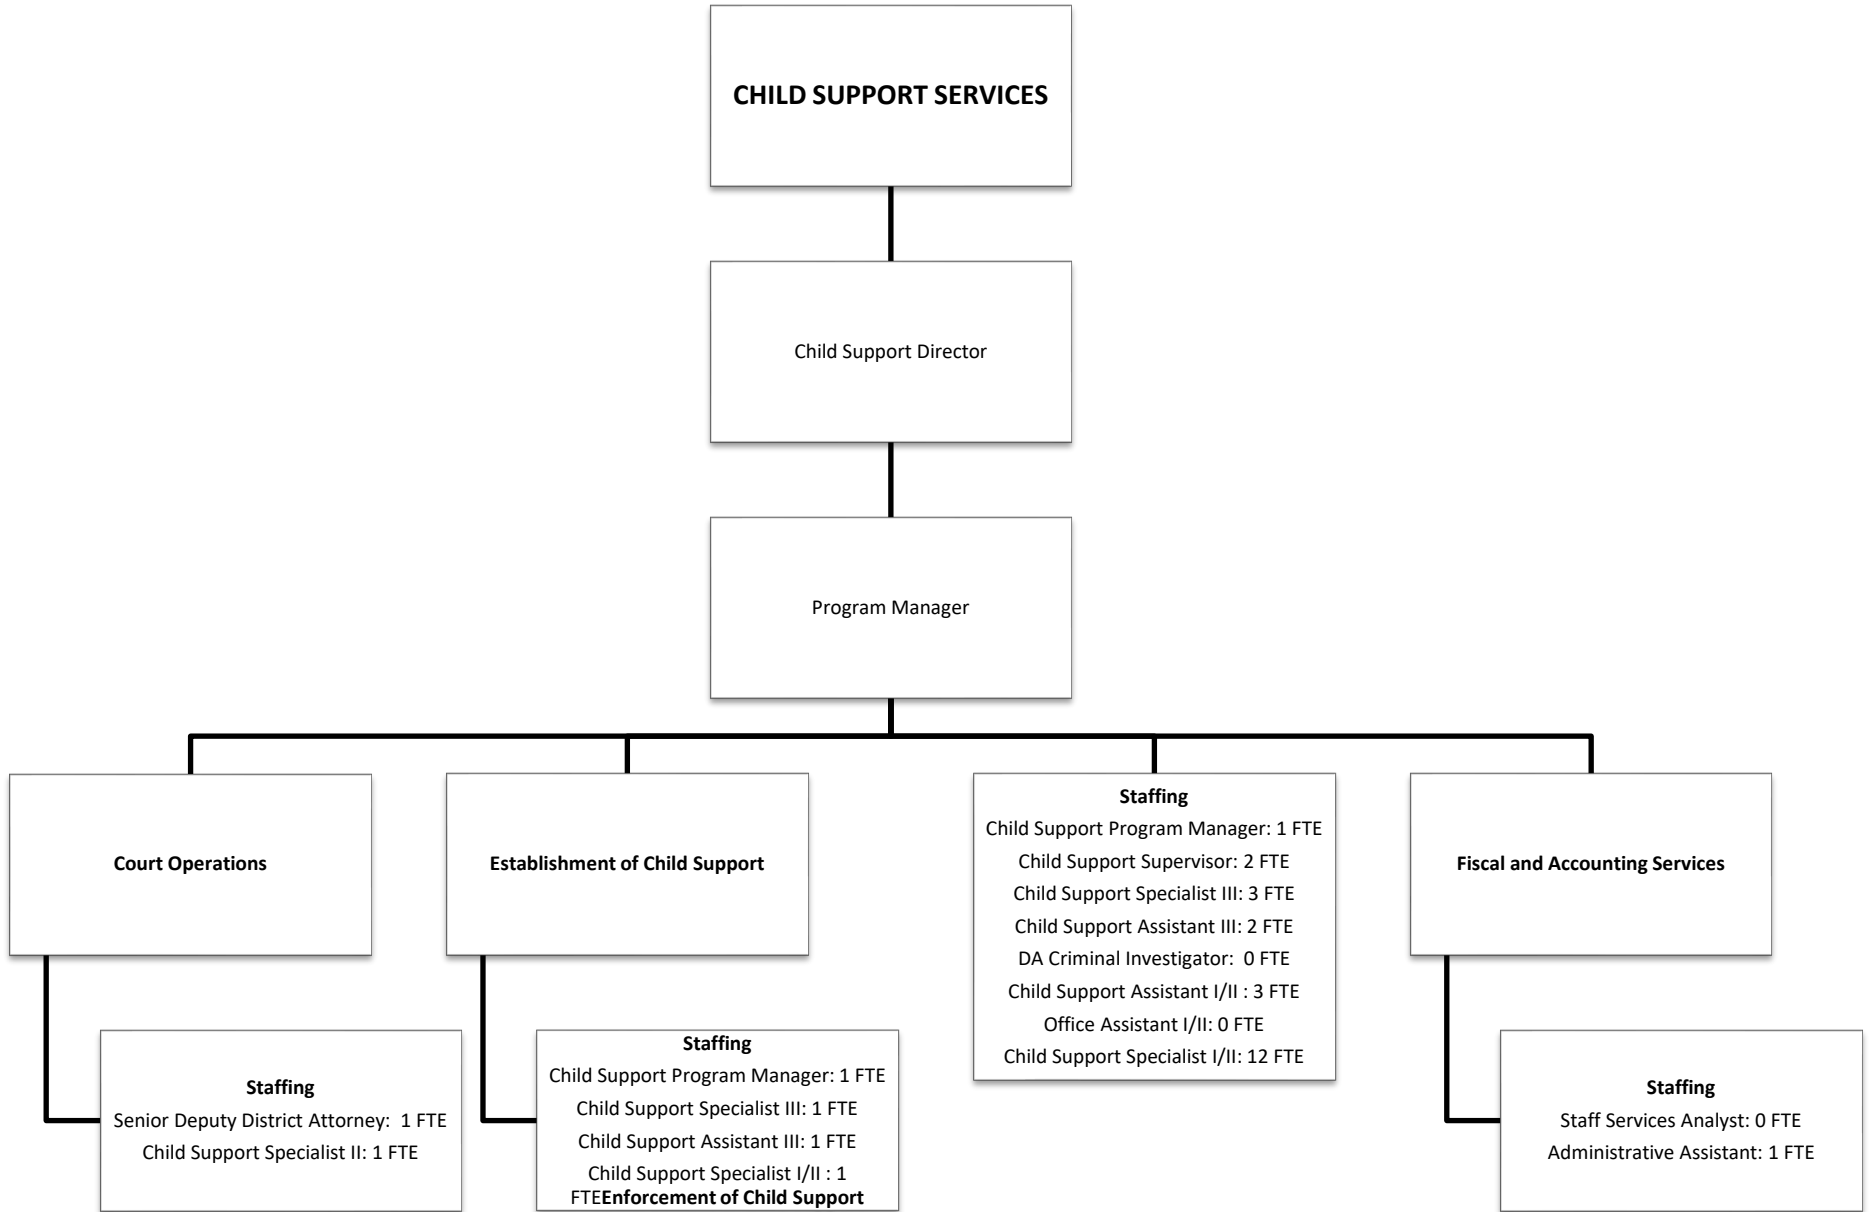 CHILD SUPPORT SERVICES
Child Support Director
Program Manager
Court Operations
Staffing
Senior Deputy District Attorney:  1 FTE
Child Support Specialist II: 1 FTE
Establishment of Child Support
Staffing
Child Support Program Manager: 1 FTE
Child Support Specialist III: 1 FTE
Child Support Assistant III: 1 FTE
Child Support Specialist I/II : 1
FTEEnforcement of Child Support
Staffing
Child Support Program Manager: 1 FTE
Child Support Supervisor: 2 FTE
Child Support Specialist III: 3 FTE
Child Support Assistant III: 2 FTE
DA Criminal Investigator:  0 FTE
Child Support Assistant I/II : 3 FTE
Office Assistant I/II: 0 FTE
Child Support Specialist I/II: 12 FTE
Fiscal and Accounting Services
Staffing
Staff Services Analyst: 0 FTE
Administrative Assistant: 1 FTE